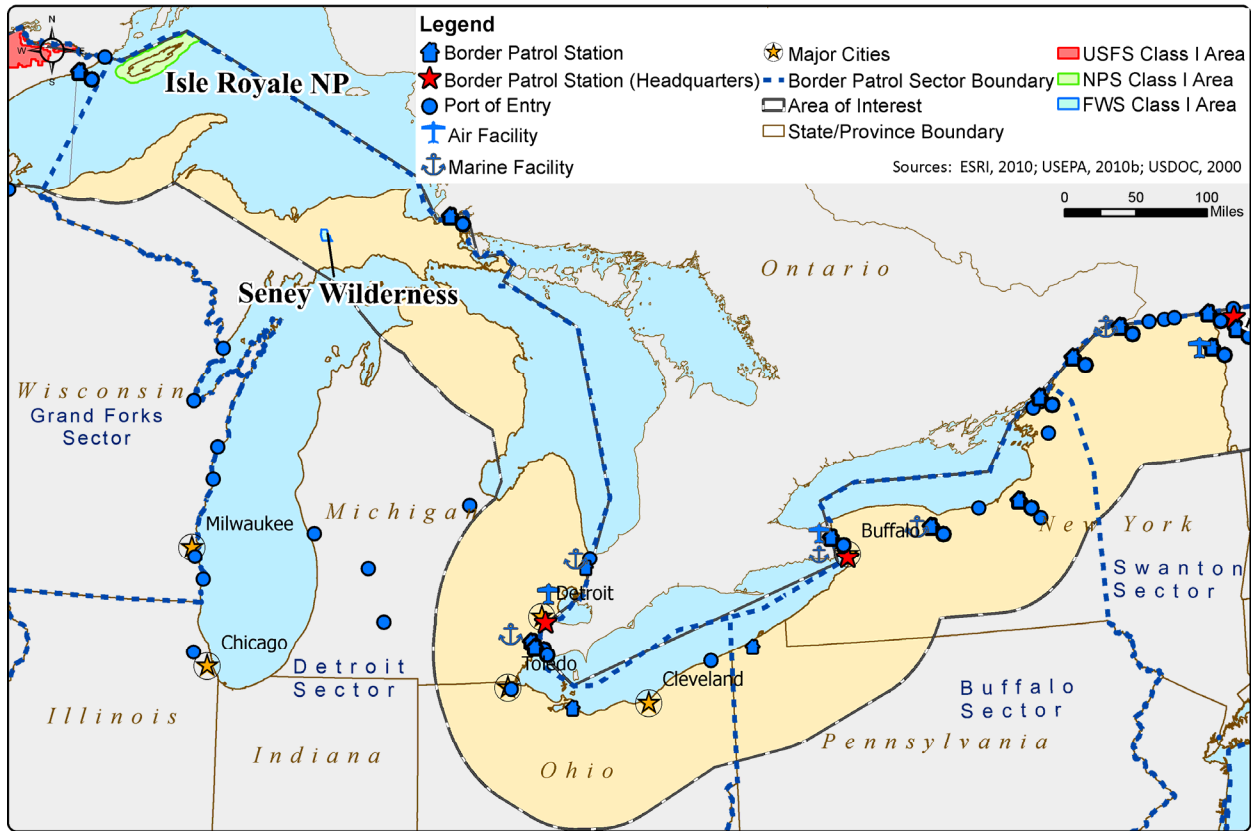 N
W
E
S
Isle Royale NP
Legend
Border Patrol Station
Border Patrol Station (Headquarters)
Port of Entry
Air Facility
Marine Facility
Major Cities
Border Patrol Sector Boundary
Area of Interest
State/Province Boundary
USFS Class I Area
NPS Class I Area
FWS Class I Area
Sources: ESRI, 2010; USEPA, 2010b; USDOC, 2000
0 50 100
Miles
Ontario
Seney Wilderness
Wisconsin
Grand Forks
Sector
Milwaukee
Michigan
Buffalo
New York
Swanton
Sector
Detroit
Chicago
Toledo
Cleveland
Detroit
Sector
Buffalo
Sector
Illinois
Indiana
Ohio
Pennsylvania